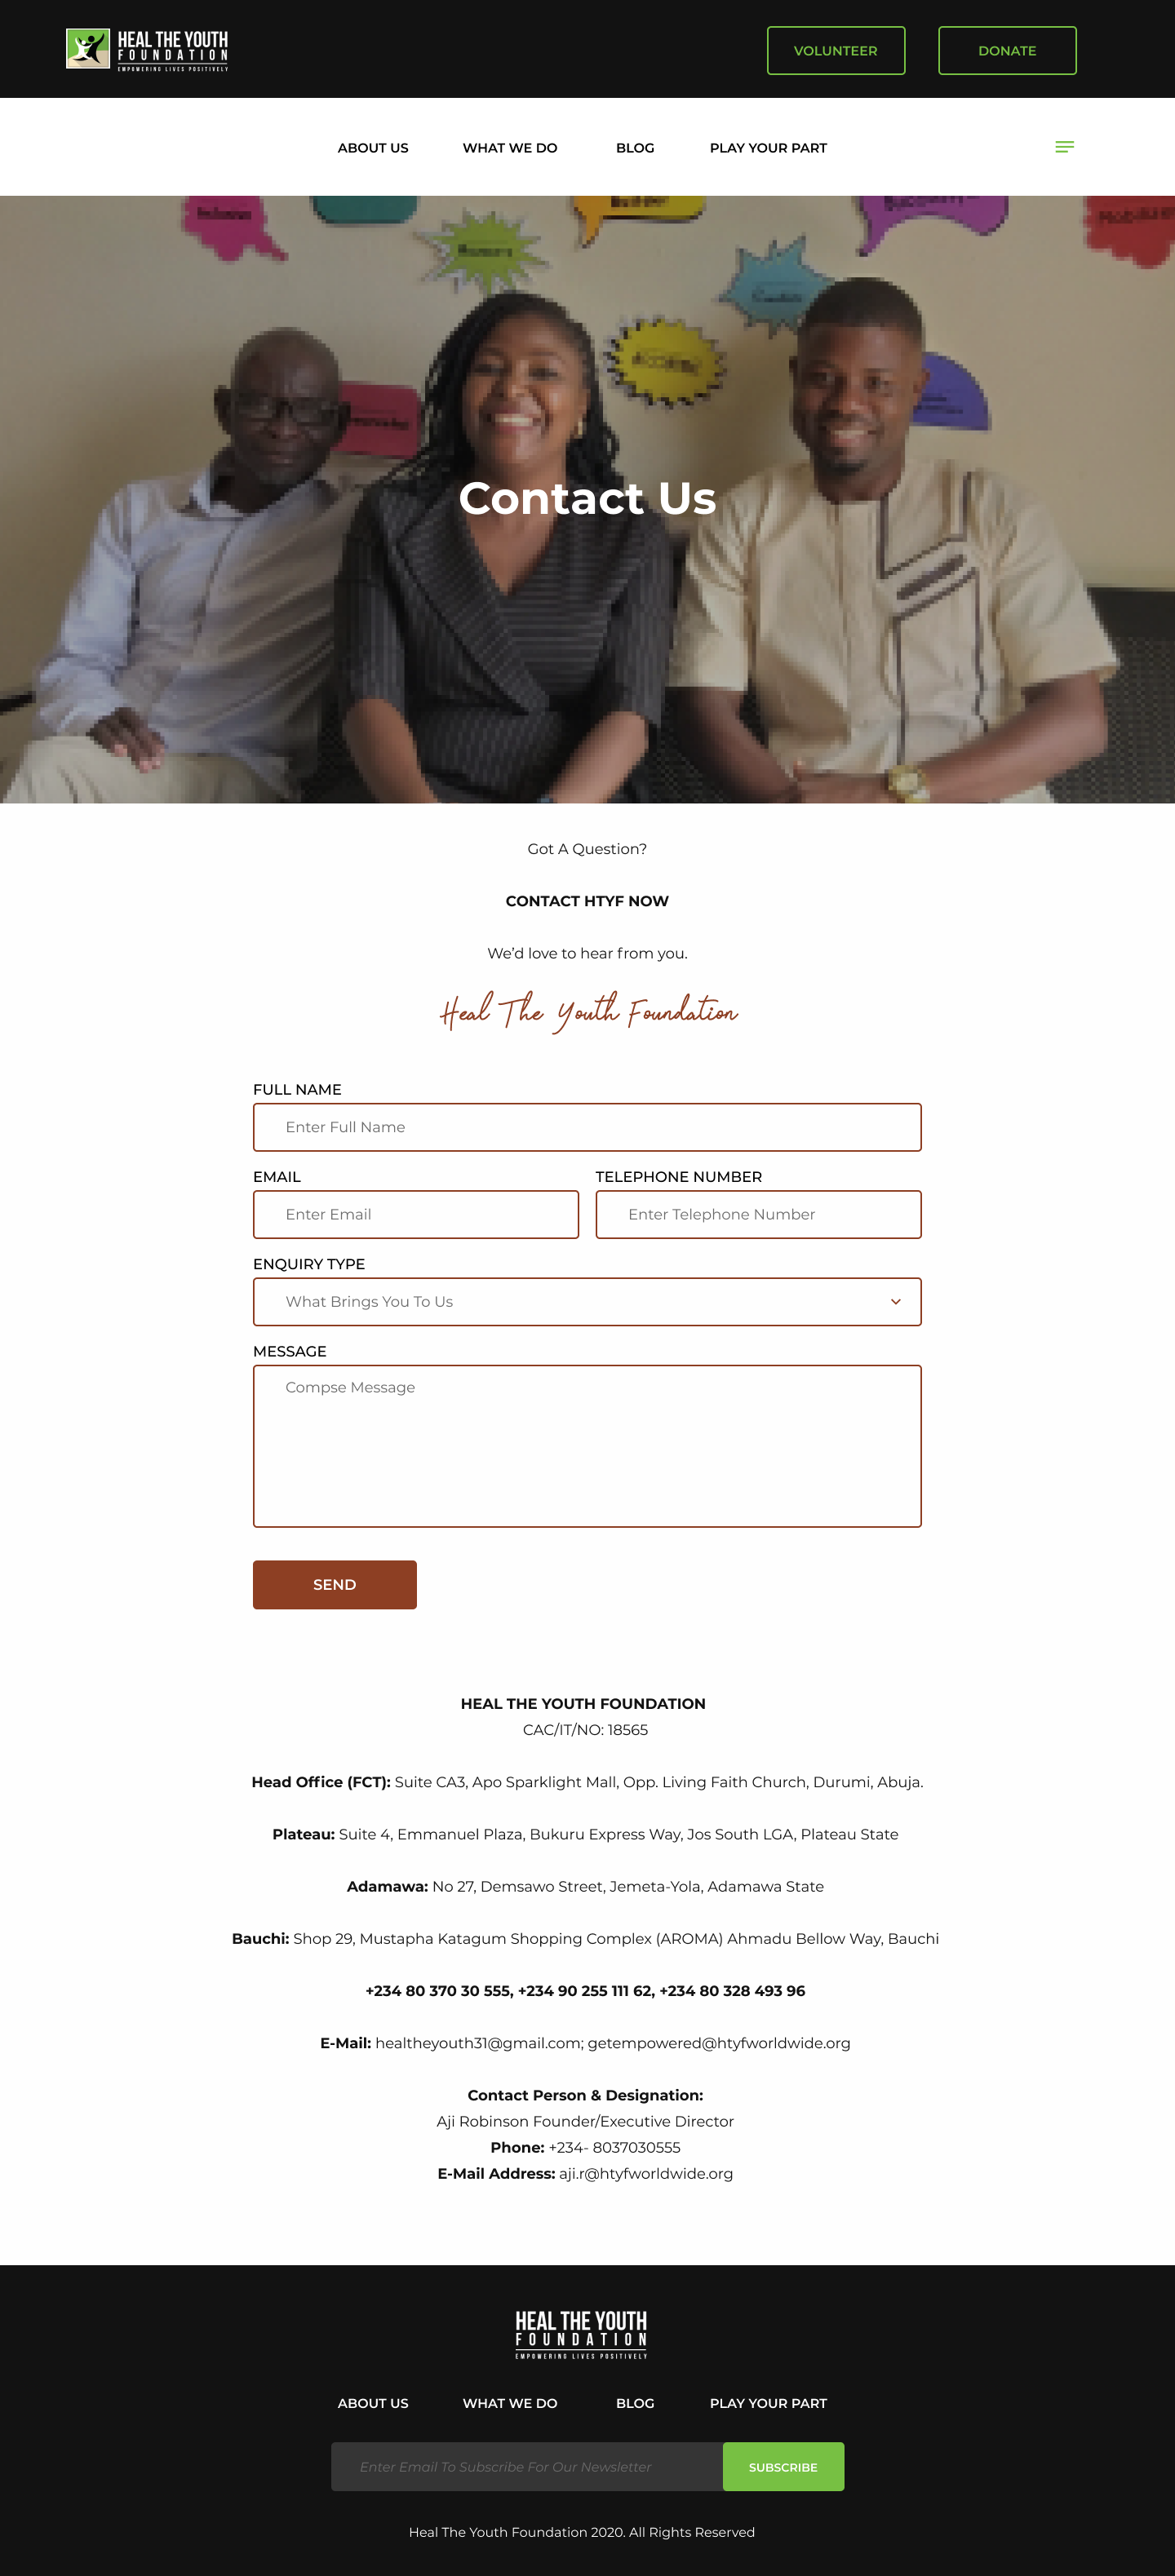 HEAL THE YOUTH
FOUNDATION
EMPOWERING LIVES POSITIVELY
VOLUNTEER
DONATE
ABOUT US
WHAT WE DO
BLOG
PLAY YOUR PART
Contact Us
Got A Question?
CONTACT HTYF NOW
We’d love to hear from you.
Heal The Youth Foundation
FULL NAME
Enter Full Name
EMAIL
TELEPHONE NUMBER
Enter Email
Enter Telephone Number
ENQUIRY TYPE
What Brings You To Us
MESSAGE
Compse Message
SEND
HEAL THE YOUTH FOUNDATION
CAC/IT/NO: 18565
Head Office (FCT): Suite CA3, Apo Sparklight Mall, Opp. Living Faith Church, Durumi, Abuja.
Plateau: Suite 4, Emmanuel Plaza, Bukuru Express Way, Jos South LGA, Plateau State
Adamawa: No 27, Demsawo Street, Jemeta-Yola, Adamawa State
Bauchi: Shop 29, Mustapha Katagum Shopping Complex (AROMA) Ahmadu Bellow Way, Bauchi
+234 80 370 30 555, +234 90 255 111 62, +234 80 328 493 96
E-Mail: healtheyouth31@gmail.com; getempowered@htyfworldwide.org
Contact Person & Designation:
Aji Robinson Founder/Executive Director
Phone: +234- 8037030555
E-Mail Address: aji.r@htyfworldwide.org
HEAL THE YOUTH
FOUNDATION
EMPOWERING LIVES POSITIVELY
ABOUT US
WHAT WE DO
BLOG
PLAY YOUR PART
Enter Email To Subscribe For Our Newsletter
SUBSCRIBE
Heal The Youth Foundation 2020. All Rights Reserved